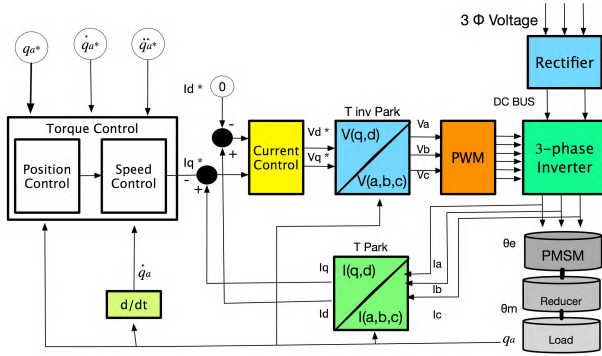 3 Φ Voltage
qa*
q̇a*
q̈a*
Id *
0
Rectifier
DC BUS
Torque Control
Position
Control
Speed
Control
Iq *
-
+
-
+
Current
Control
Vd *
Vq *
T inv Park
V(q,d)
V(a,b,c)
Va
Vb
Vc
PWM
3-phase
Inverter
q̇a
d/dt
Iq
Id
T Park
I(q,d)
I(a,b,c)
Ia
Ib
Ic
θe
PMSM
θm
Reducer
qa
Load